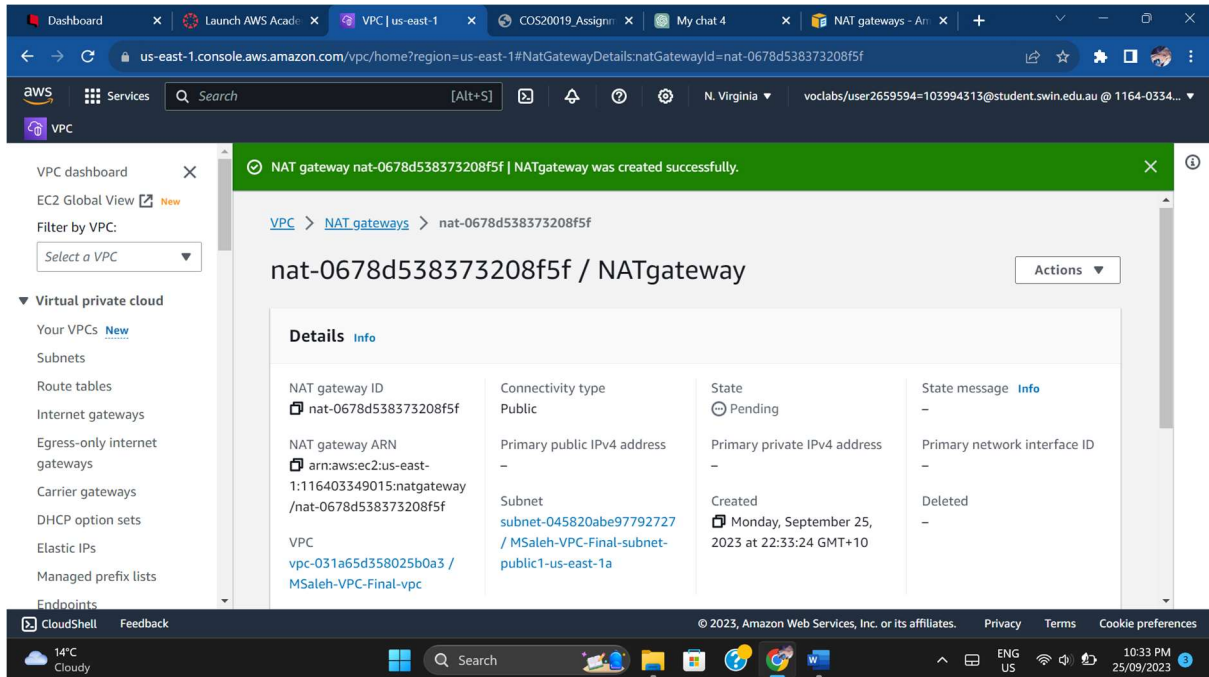 Dashboard
Launch AWS Acade
VPC | us-east-1
COS20019_Assignm
My chat 4
NAT gateways - Am
us-east-1.console.aws.amazon.com/vpc/home?region=us-east-1#NatGatewayDetails:natGatewayId=nat-0678d538373208f5f
aws
Services
Search
[Alt+S]
N. Virginia
voclabs/user2659594=103994313@student.swin.edu.au @ 1164-0334...
VPC
VPC dashboard
EC2 Global View New
Filter by VPC:
Select a VPC
Virtual private cloud
Your VPCs New
Subnets
Route tables
Internet gateways
Egress-only internet
gateways
Carrier gateways
DHCP option sets
Elastic IPs
Managed prefix lists
Endpoints
NAT gateway nat-0678d538373208f5f | NATgateway was created successfully.
VPC > NAT gateways > nat-0678d538373208f5f
nat-0678d538373208f5f / NATgateway
Actions
Details Info
NAT gateway ID
nat-0678d538373208f5f
NAT gateway ARN
arn:aws:ec2:us-east-
1:116403349015:natgateway
/nat-0678d538373208f5f
VPC
vpc-031a65d358025b0a3 /
MSaleh-VPC-Final-vpc
Connectivity type
Public
Primary public IPv4 address
–
Subnet
subnet-045820abe97792727
/ MSaleh-VPC-Final-subnet-
public1-us-east-1a
State
Pending
Primary private IPv4 address
–
Created
Monday, September 25,
2023 at 22:33:24 GMT+10
State message Info
–
Primary network interface ID
–
Deleted
–
CloudShell
Feedback
© 2023, Amazon Web Services, Inc. or its affiliates.
Privacy
Terms
Cookie preferences
14°C
Cloudy
Search
ENG
US
10:33 PM
25/09/2023
3